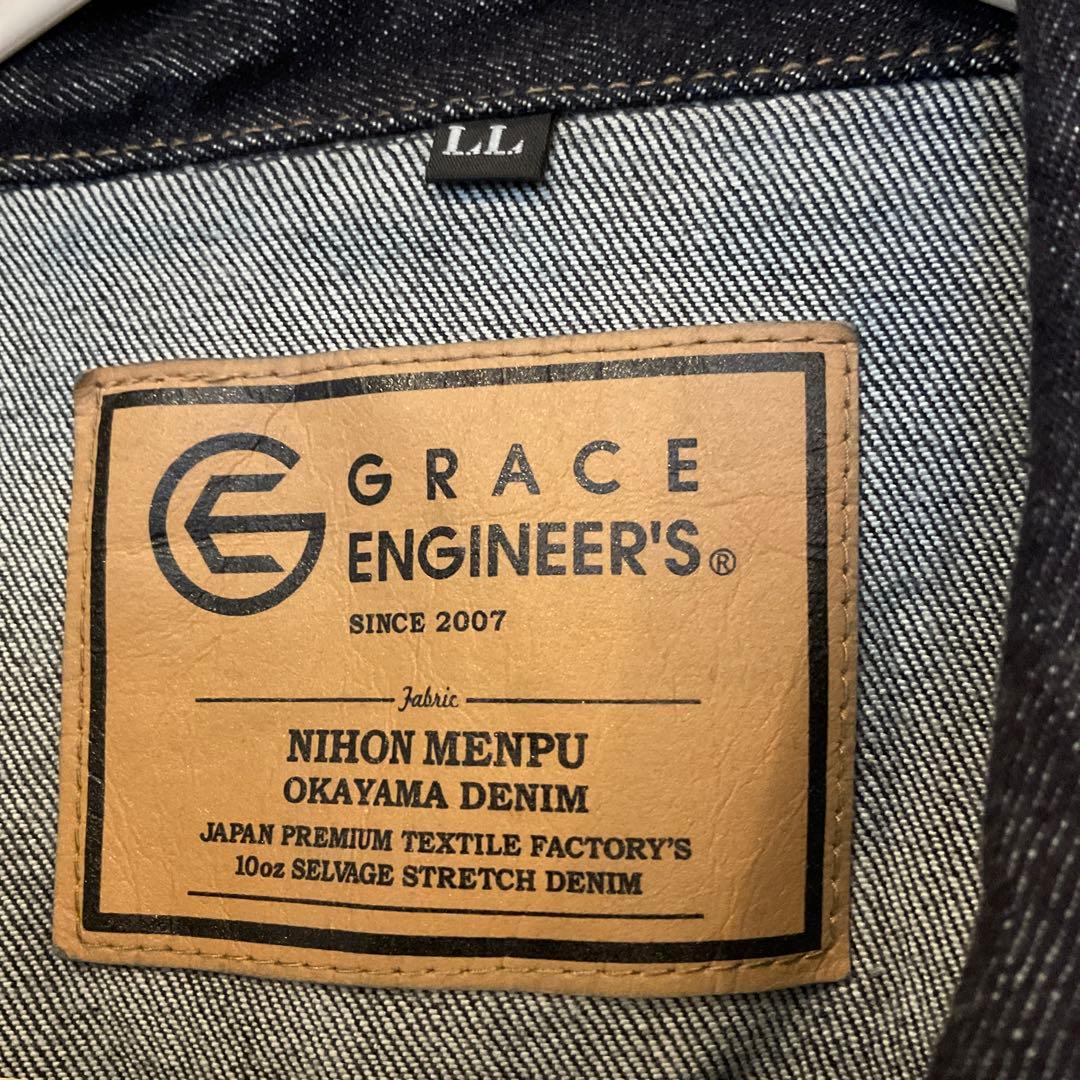 LL
GRACE
ENGINEER'S®
SINCE 2007
Fabric
NIHON MENPU
OKAYAMA DENIM
JAPAN PREMIUM TEXTILE FACTORY'S
10oz SELVAGE STRETCH DENIM